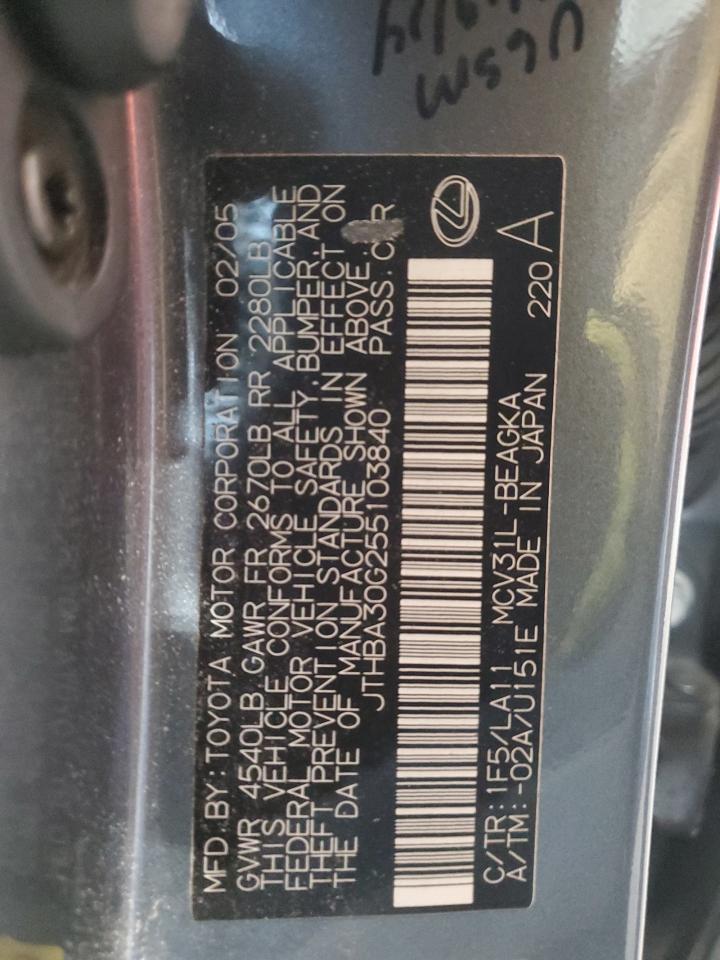 MFD.BY:TOYOTA MOTOR CORPORATION 02/05
GVWR 4540LB GAWR FR 2670LB RR 2280LB
THIS VEHICLE CONFORMS TO ALL APPLICABLE
FEDERAL MOTOR VEHICLE SAFETY,BUMPER,AND
THEFT PREVENTION STANDARDS IN EFFECT ON
THE DATE OF MANUFACTURE SHOWN ABOVE.
JTHBA30G255103840 PASS.CAR
C/TR:1F5/LA11 MCV31L-BEAGKA
A/TM:-02A/U151E MADE IN JAPAN 220 A